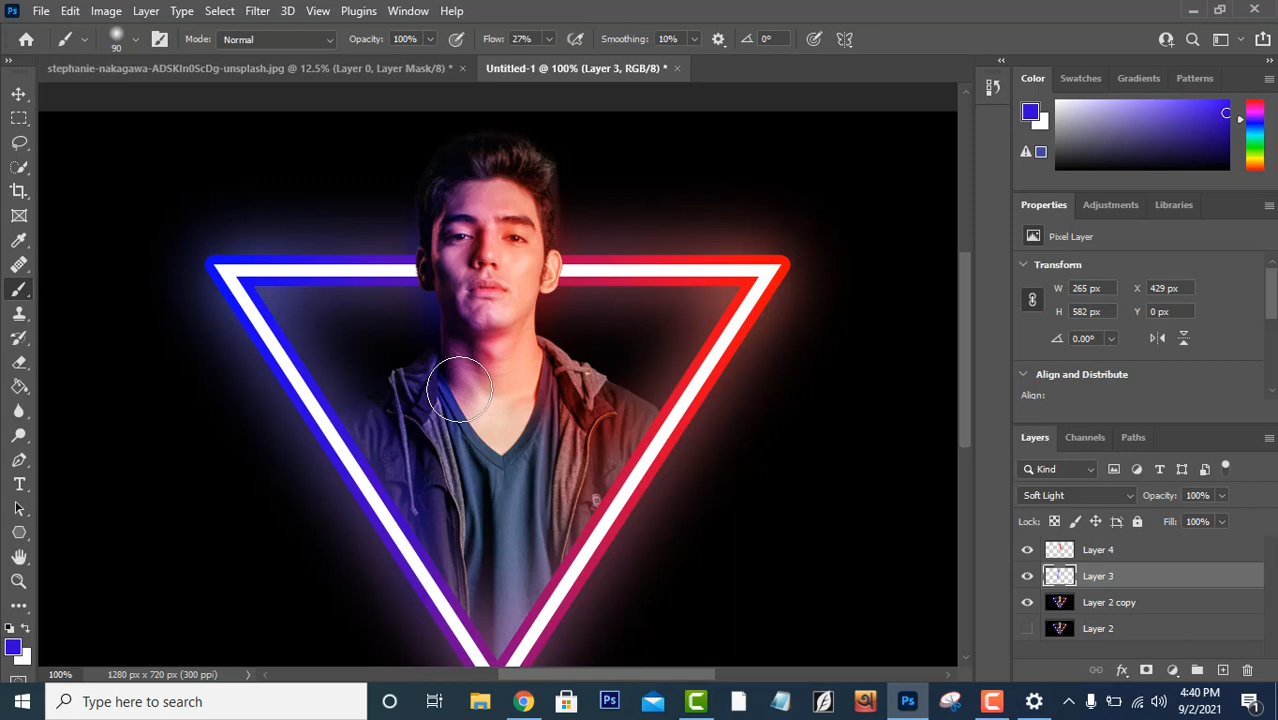 Ps File Edit Image Layer Type Select Filter 3D View Plugins Window Help
90 Mode: Normal Opacity: 100% Flow: 27% Smoothing: 10% 0°
stephanie-nakagawa-ADSKIn0ScDg-unsplash.jpg @ 12.5% (Layer 0, Layer Mask/8) * Untitled-1 @ 100% (Layer 3, RGB/8) *
Color Swatches Gradients Patterns
Properties Adjustments Libraries
Pixel Layer
Transform
W 265 px X 429 px
H 582 px Y 0 px
0.00°
Align and Distribute
Align:
Layers Channels Paths
Kind
Soft Light Opacity: 100%
Lock: Fill: 100%
Layer 4
Layer 3
Layer 2 copy
Layer 2
100% 1280 px x 720 px (300 ppi)
Type here to search
Ps
Ps
4:40 PM
9/2/2021
1